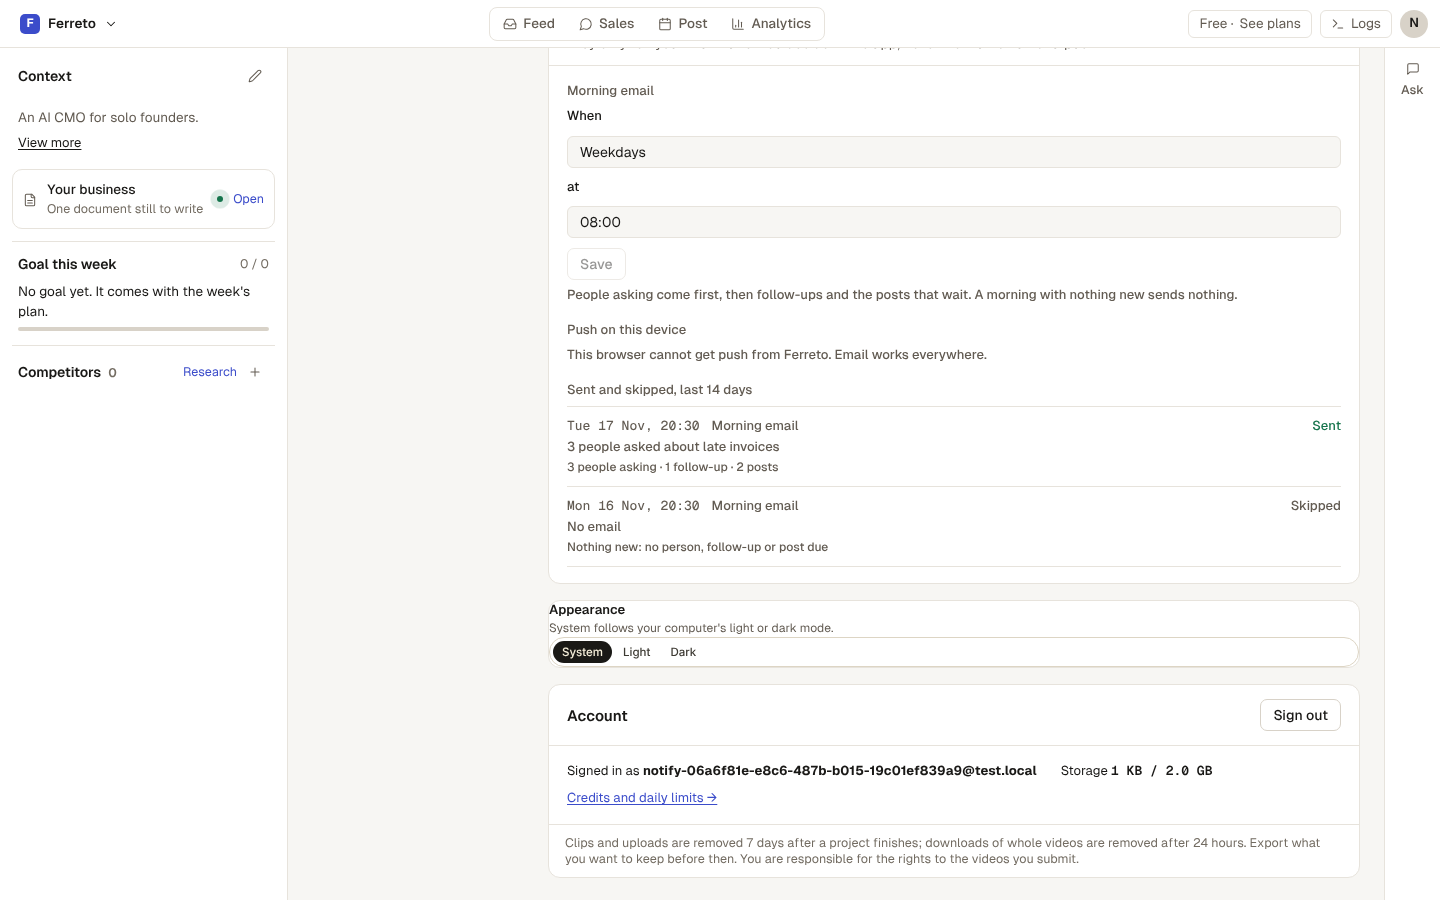 F Ferreto
Feed Sales Post Analytics
Free · See plans
Logs
N
Context
An AI CMO for solo founders.
View more
Your business
One document still to write
Open
Goal this week 0 / 0
No goal yet. It comes with the week's
plan.
Competitors 0 Research
Morning email
When
Weekdays
at
08:00
Save
People asking come first, then follow-ups and the posts that wait. A morning with nothing new sends nothing.
Push on this device
This browser cannot get push from Ferreto. Email works everywhere.
Sent and skipped, last 14 days
Tue 17 Nov, 20:30 Morning email Sent
3 people asked about late invoices
3 people asking · 1 follow-up · 2 posts
Mon 16 Nov, 20:30 Morning email Skipped
No email
Nothing new: no person, follow-up or post due
Appearance
System follows your computer's light or dark mode.
System Light Dark
Account Sign out
Signed in as notify-06a6f81e-e8c6-487b-b015-19c01ef839a9@test.local Storage 1 KB / 2.0 GB
Credits and daily limits →
Clips and uploads are removed 7 days after a project finishes; downloads of whole videos are removed after 24 hours. Export what
you want to keep before then. You are responsible for the rights to the videos you submit.
Ask